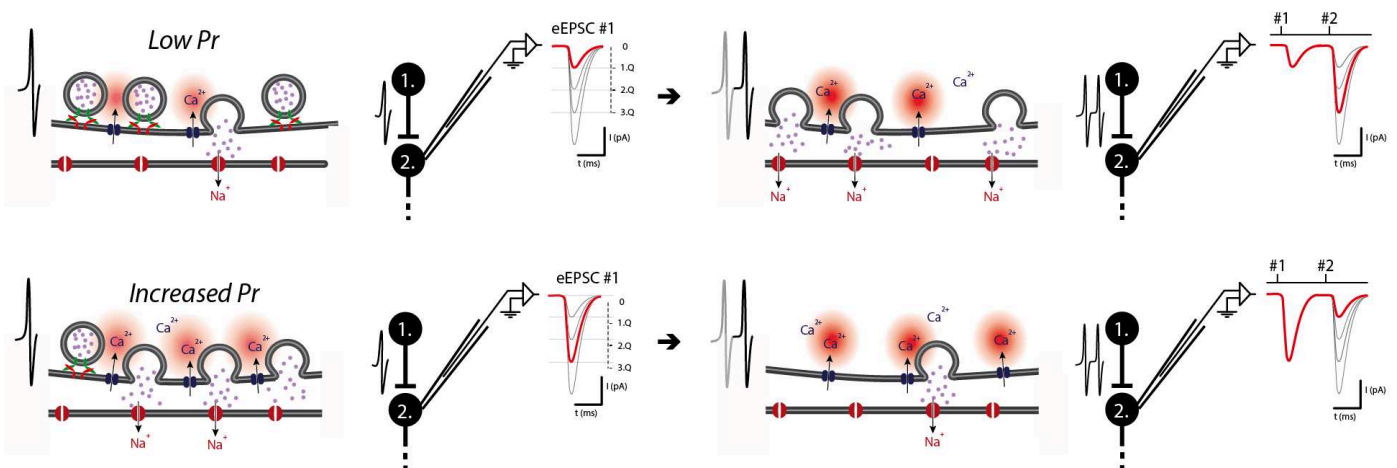 Low Pr
Ca2+
Na+
1.
2.
eEPSC #1
0
1.Q
2.Q
3.Q
I (pA)
t (ms)
Ca2+
Ca2+
Ca2+
Na+
Na+
Na+
1.
2.
#1
#2
I (pA)
t (ms)
Increased Pr
Ca2+
Ca2+
Ca2+
Ca2+
Na+
Na+
1.
2.
eEPSC #1
0
1.Q
2.Q
3.Q
I (pA)
t (ms)
Ca2+
Ca2+
Ca2+
Ca2+
Ca2+
Na+
1.
2.
#1
#2
I (pA)
t (ms)